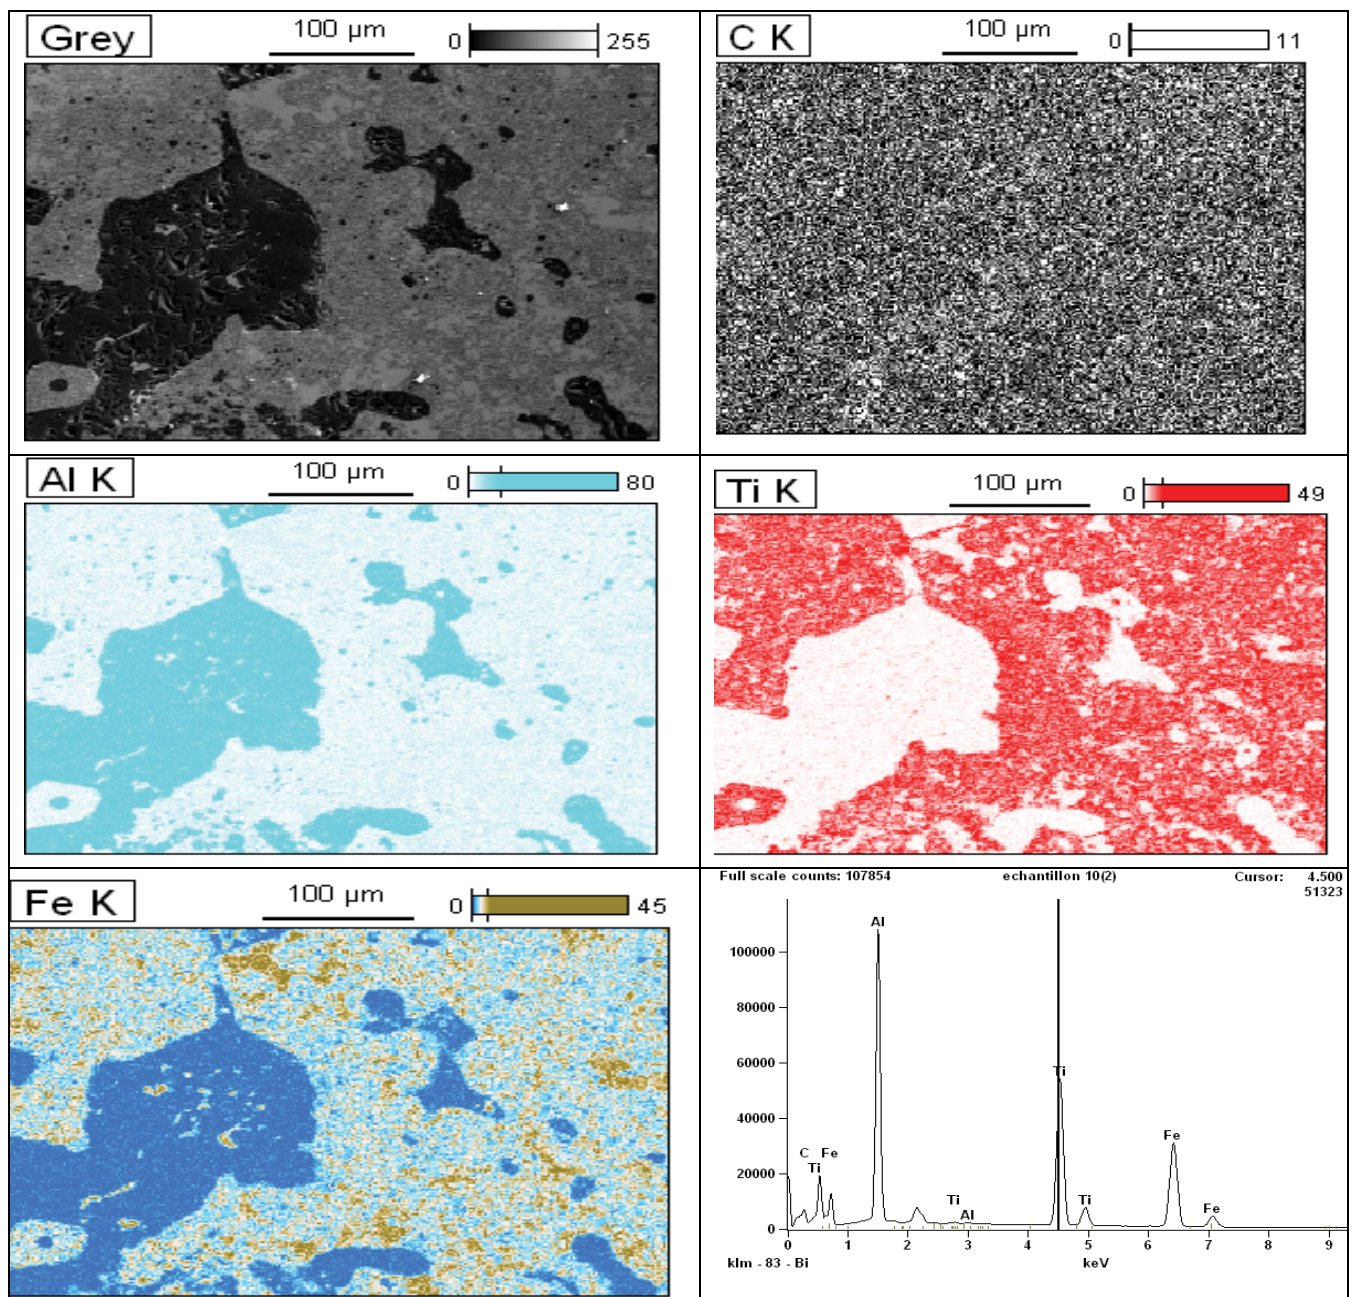 Grey
100 µm
0 255
C K
100 µm
0 11
Al K
100 µm
0 80
Ti K
100 µm
0 49
Fe K
100 µm
0 45
Full scale counts: 107854 echantillon 10(2) Cursor: 4.500
51323
Al
100000
80000
60000
Ti
40000
C Fe
Ti
Fe
20000
Ti Ti
Al
Fe
0
0 1 2 3 4 5 6 7 8 9
klm - 83 - Bi keV